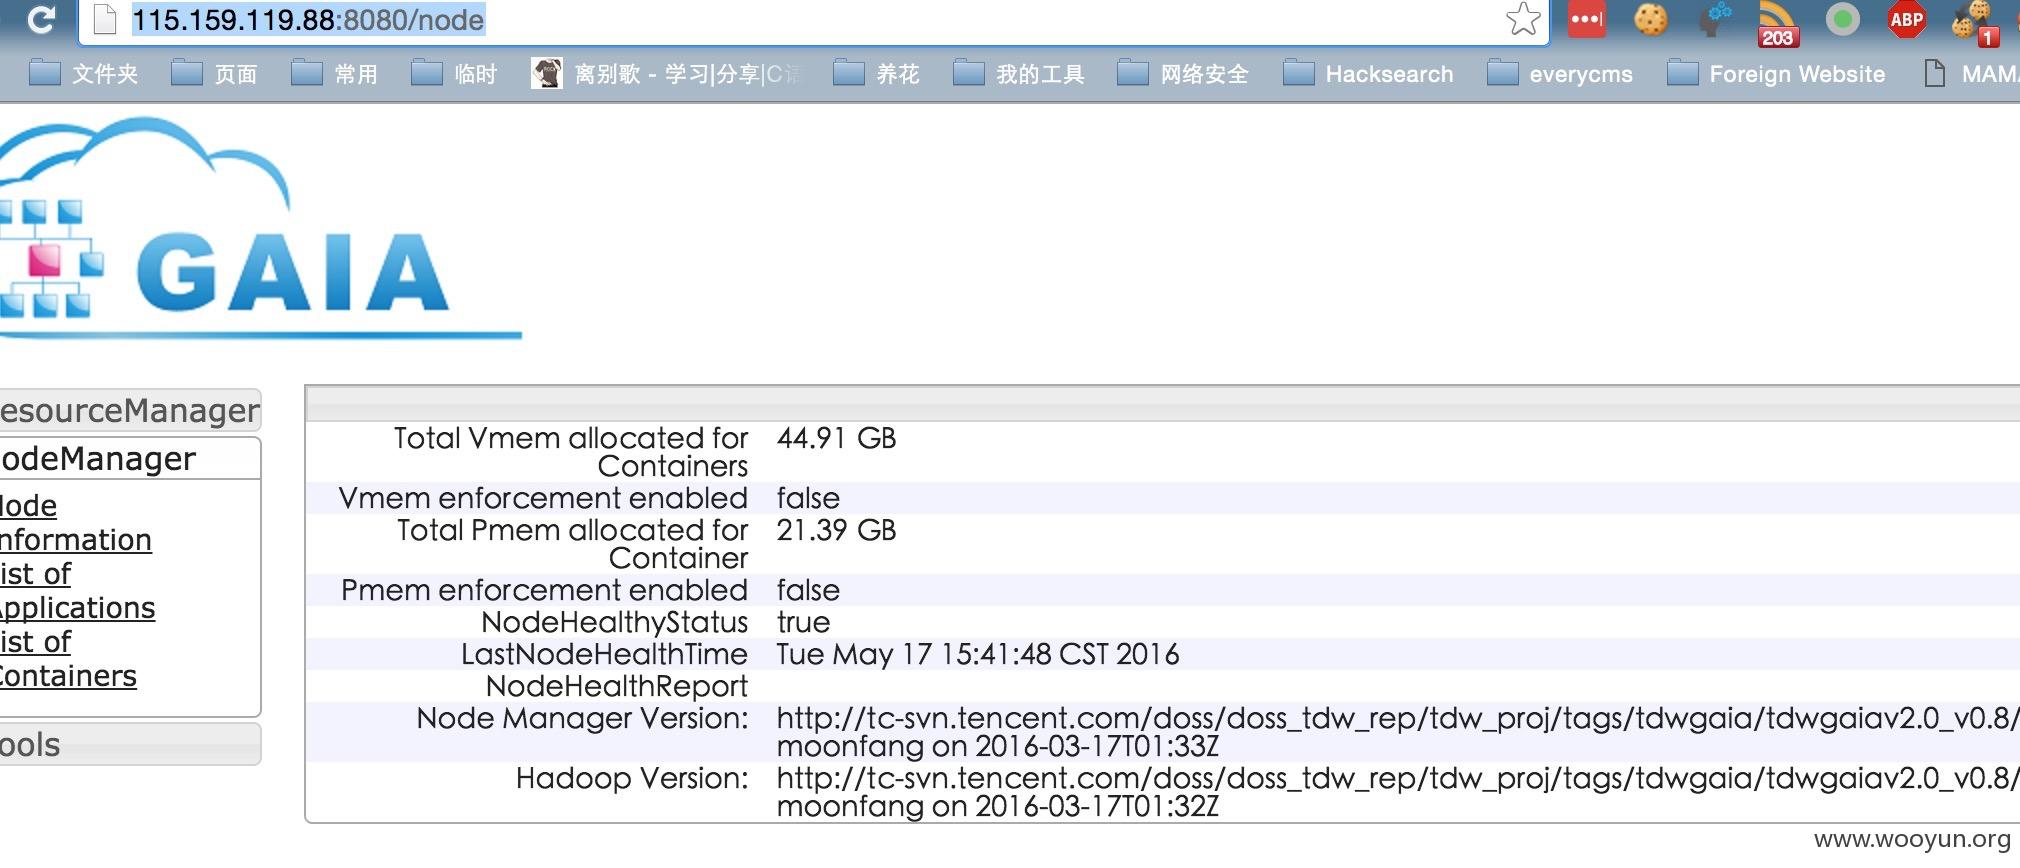 115.159.119.88:8080/node
203
ABP
1
文件夹 页面 常用 临时 离别歌 - 学习|分享|C语 养花 我的工具 网络安全 Hacksearch everycms Foreign Website MAMA
GAIA
esourceManager
odeManager
lode
nformation
ist of
Applications
ist of
Containers
ools
Total Vmem allocated for 44.91 GB
Containers
Vmem enforcement enabled false
Total Pmem allocated for 21.39 GB
Container
Pmem enforcement enabled false
NodeHealthyStatus true
LastNodeHealthTime Tue May 17 15:41:48 CST 2016
NodeHealthReport
Node Manager Version: http://tc-svn.tencent.com/doss/doss_tdw_rep/tdw_proj/tags/tdwgaia/tdwgaiav2.0_v0.8/
moonfang on 2016-03-17T01:33Z
Hadoop Version: http://tc-svn.tencent.com/doss/doss_tdw_rep/tdw_proj/tags/tdwgaia/tdwgaiav2.0_v0.8/
moonfang on 2016-03-17T01:32Z
www.wooyun.org